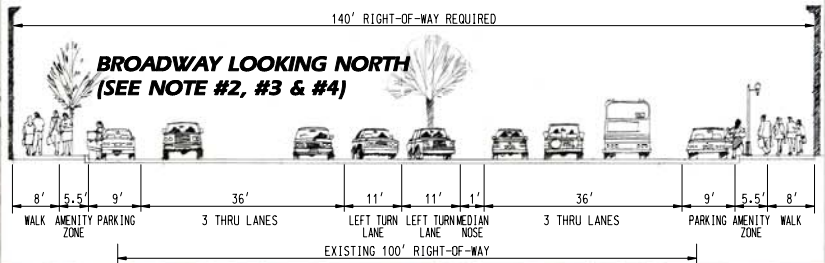 140' RIGHT-OF-WAY REQUIRED
BROADWAY LOOKING NORTH
(SEE NOTE #2, #3 & #4)
8' 5.5' 9' 36' 11' 11' 1' 36' 9' 5.5' 8'
WALK AMENITY PARKING 3 THRU LANES LEFT TURN LEFT TURN MEDIAN 3 THRU LANES PARKING AMENITY WALK
ZONE LANE LANE NOSE ZONE
EXISTING 100' RIGHT-OF-WAY